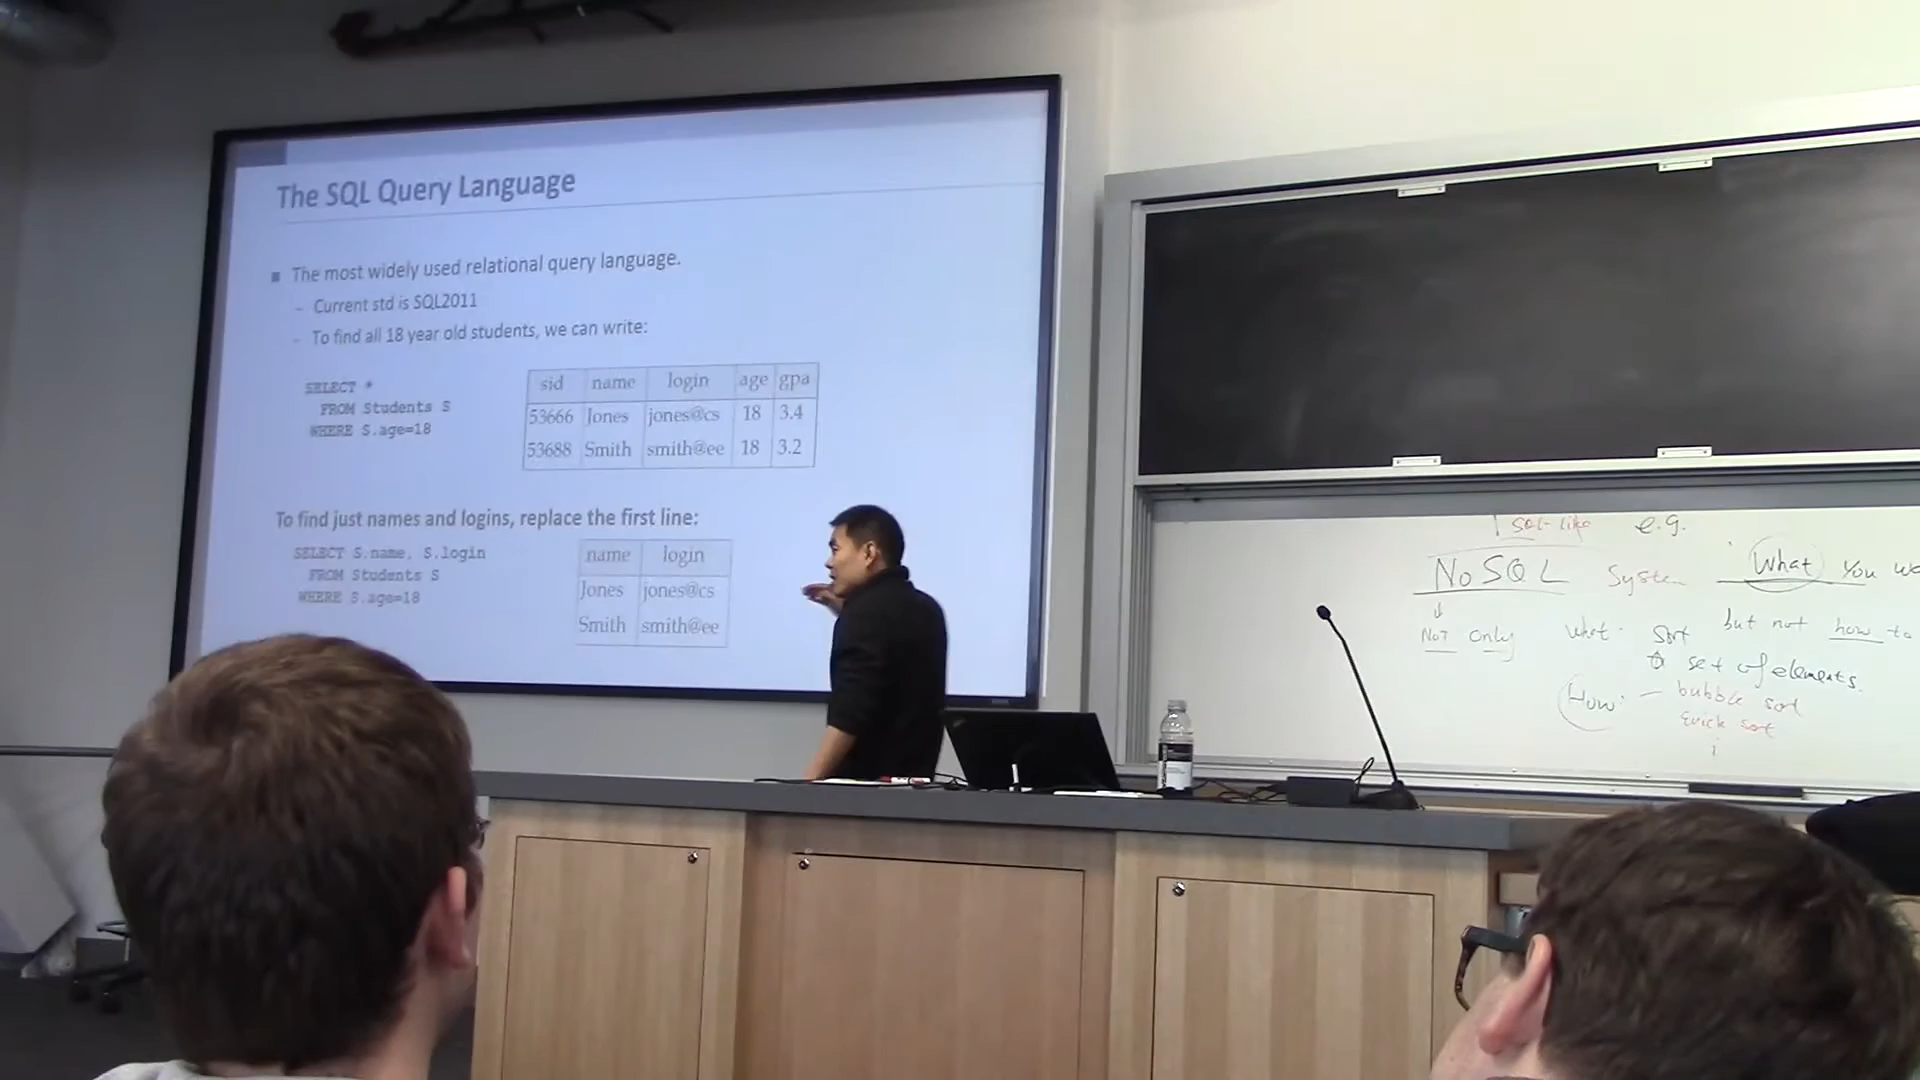 The SQL Query Language
■ The most widely used relational query language.
- Current std is SQL2011
- To find all 18 year old students, we can write:
SELECT *
FROM Students S
WHERE S.age=18
sid name login age gpa
53666 Jones jones@cs 18 3.4
53688 Smith smith@ee 18 3.2
To find just names and logins, replace the first line:
SELECT S.name, S.login
FROM Students S
WHERE S.age=18
name login
Jones jones@cs
Smith smith@ee
SQL-like e.g.
NoSQL System What You
NOT only what: sort but not how to
set of elements.
How: - bubble sort
quick sort